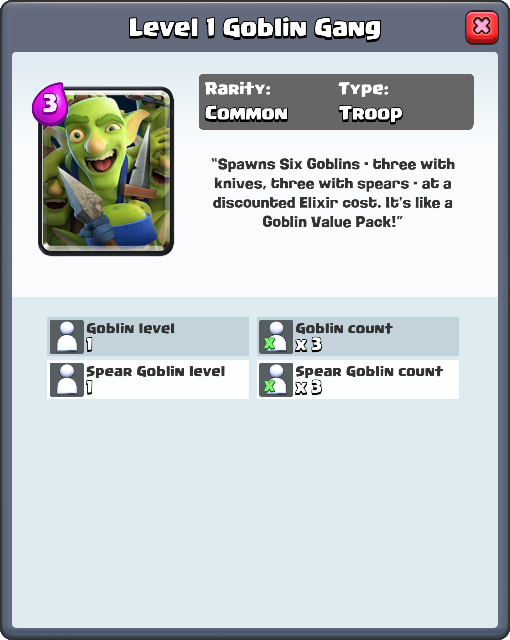 Level 1 Goblin Gang
3
Rarity: Type:
Common Troop
"Spawns Six Goblins - three with
knives, three with spears - at a
discounted Elixir cost. It's like a
Goblin Value Pack!"
Goblin level
1
Goblin count
x 3
Spear Goblin level
1
Spear Goblin count
x 3